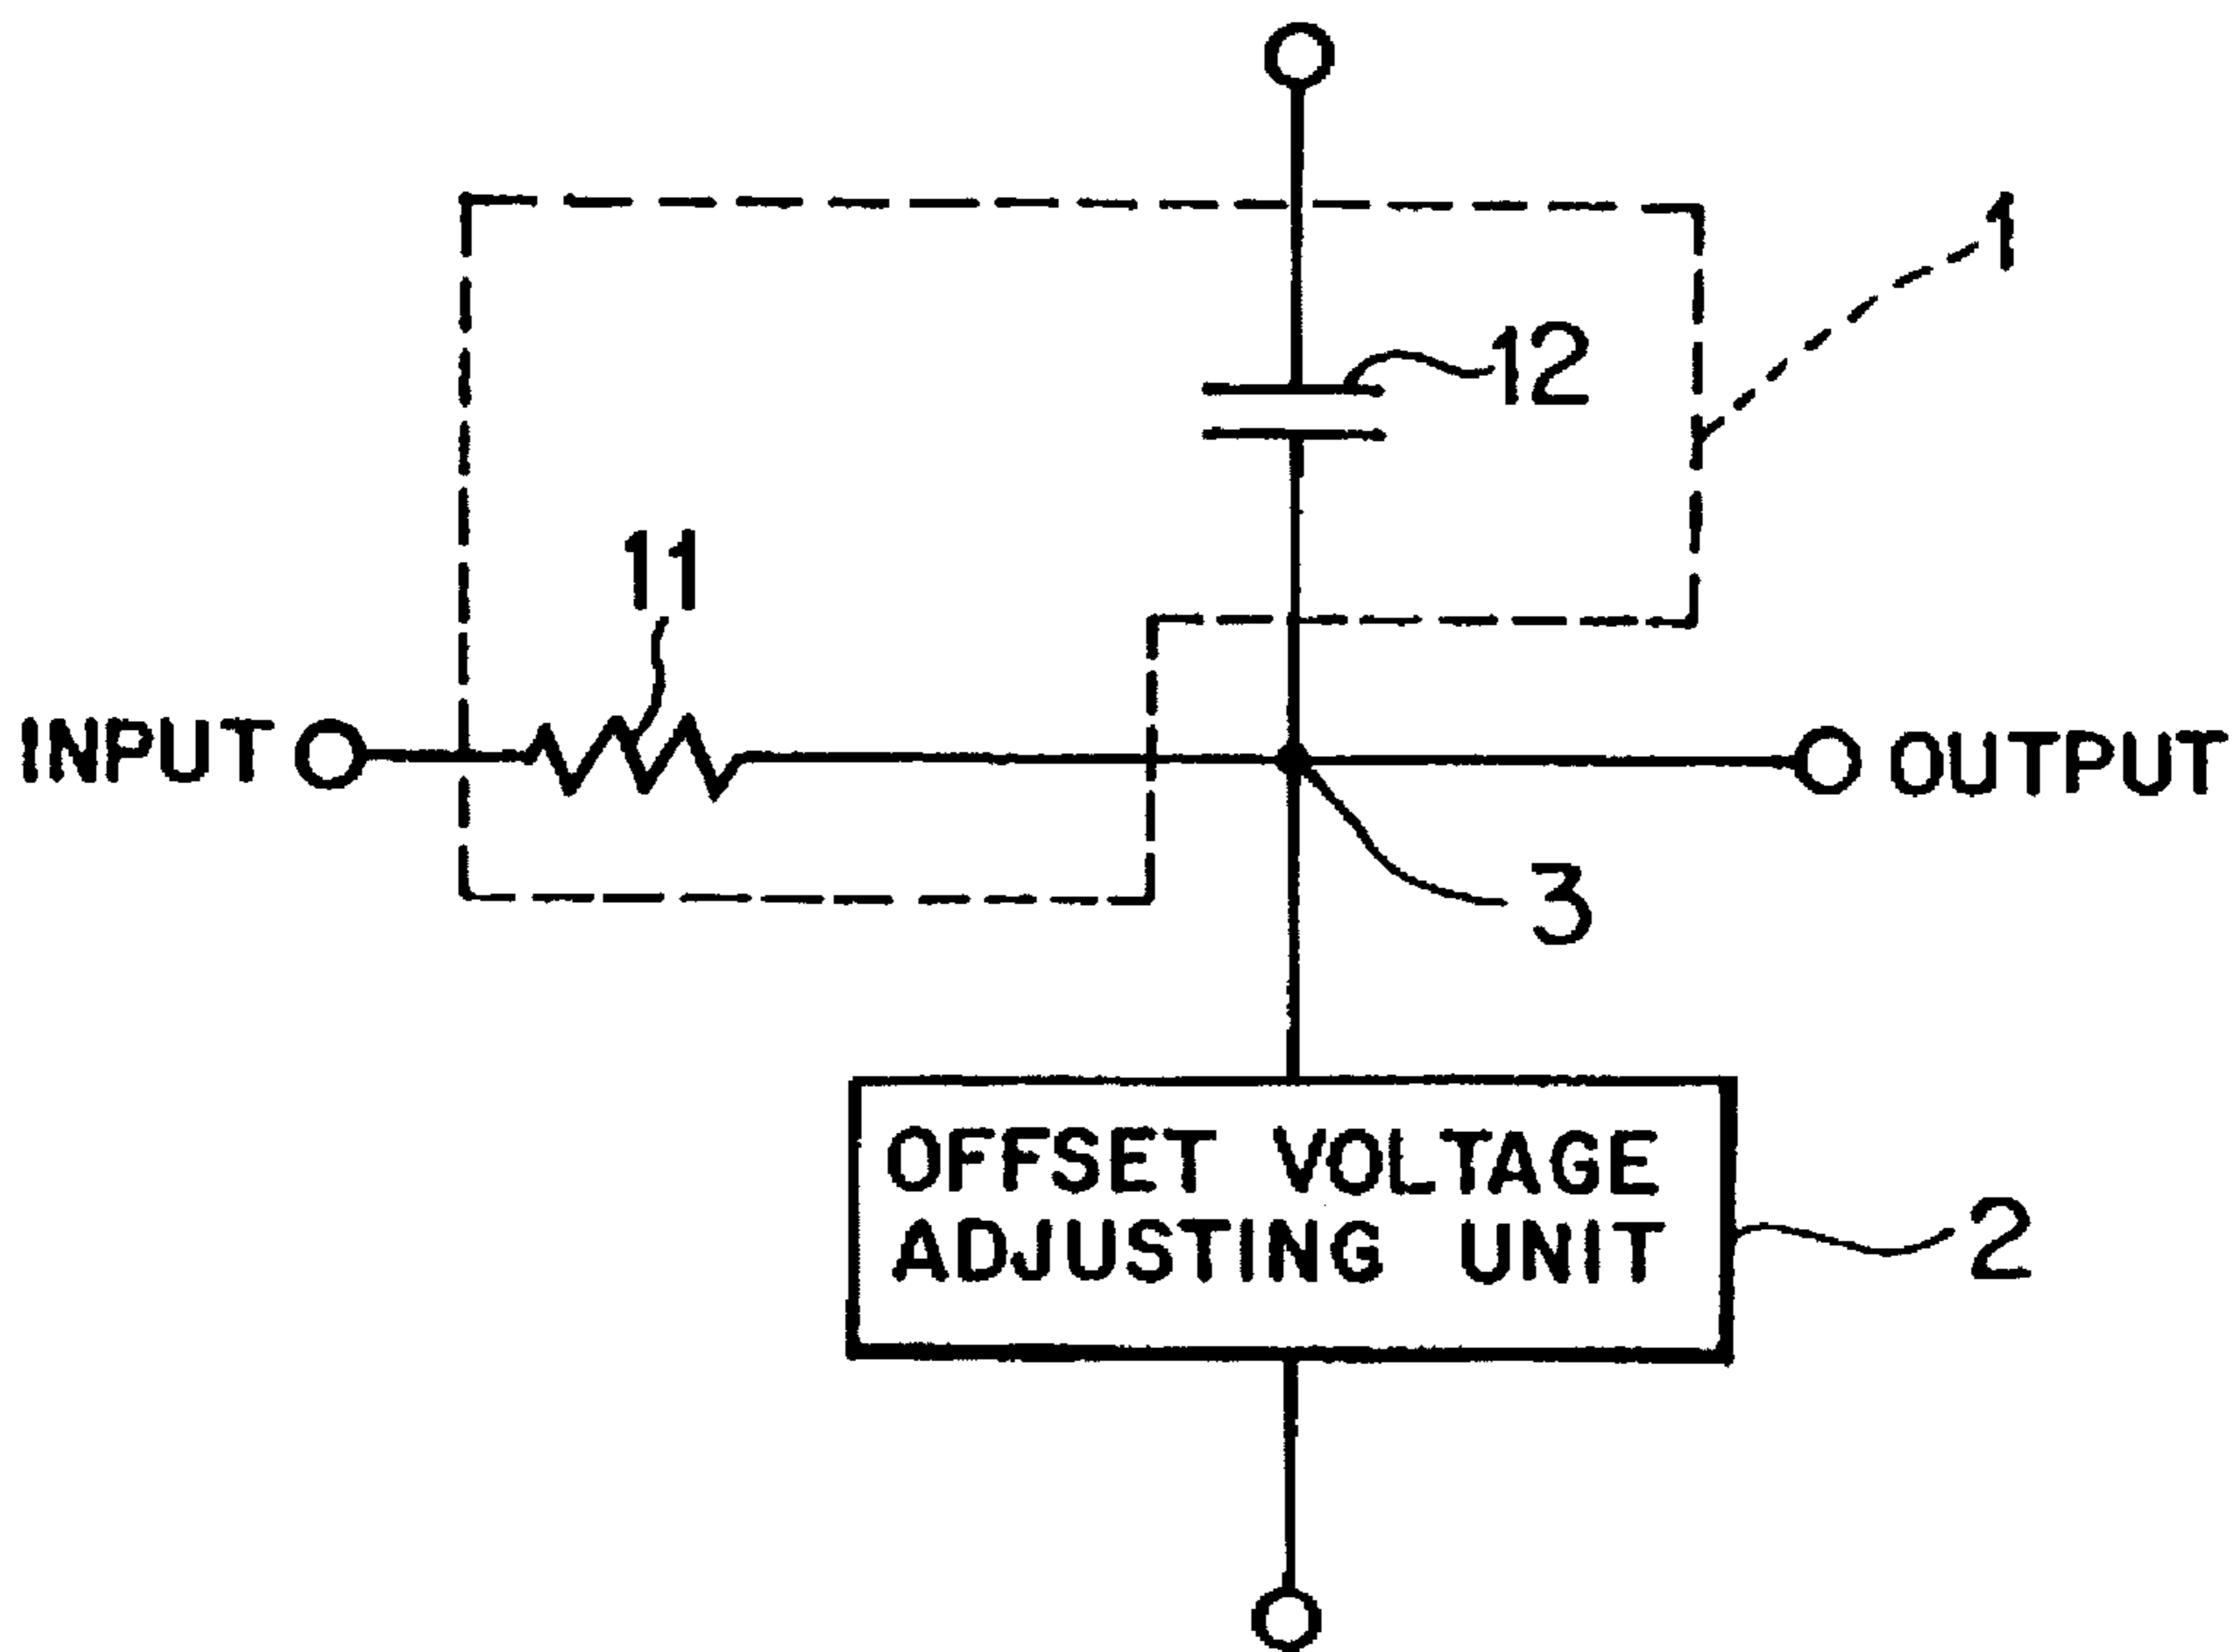 1
12
11
INPUT
OUTPUT
3
OFFSET VOLTAGE
ADJUSTING UNIT
2